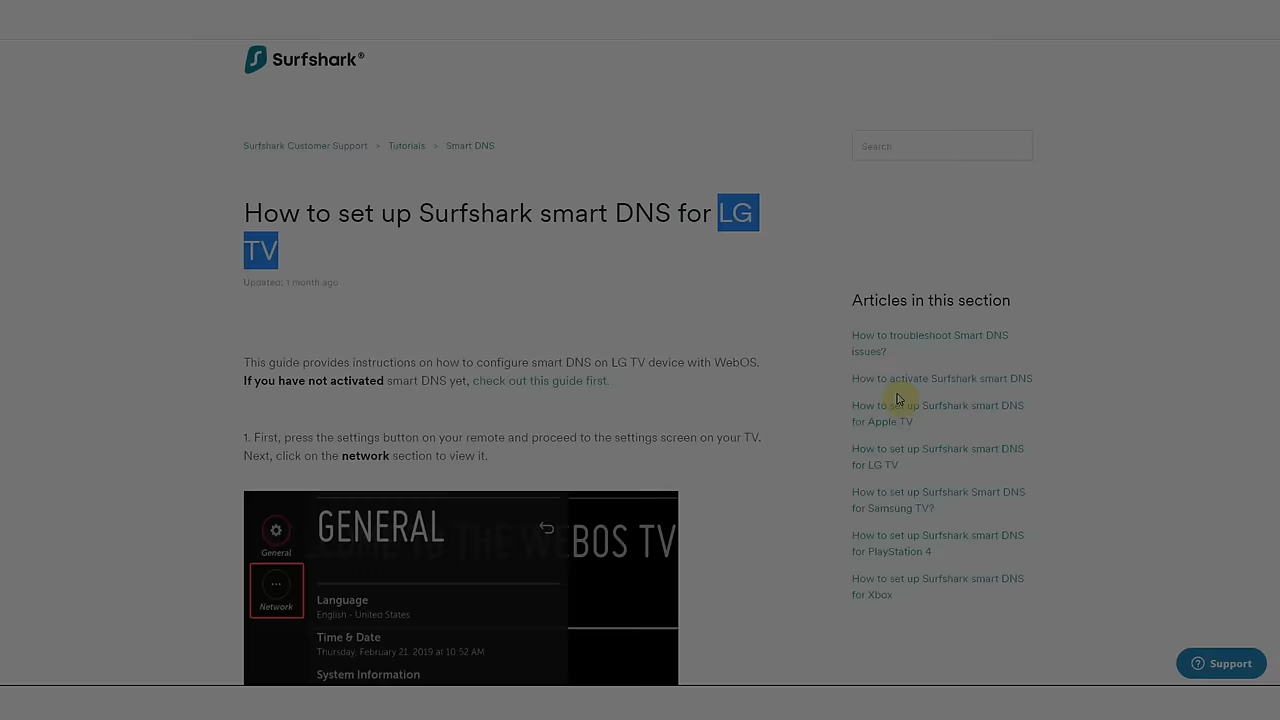 Surfshark®
Surfshark Customer Support > Tutorials > Smart DNS
Search
How to set up Surfshark smart DNS for LG
TV
Updated: 1 month ago
This guide provides instructions on how to configure smart DNS on LG TV device with WebOS.
If you have not activated smart DNS yet, check out this guide first.
1. First, press the settings button on your remote and proceed to the settings screen on your TV.
Next, click on the network section to view it.
General
GENERAL
COME TO THE WEBOS TV
Network
Language
English - United States
Time & Date
Thursday, February 21, 2019 at 10:52 AM
System Information
Articles in this section
How to troubleshoot Smart DNS
issues?
How to activate Surfshark smart DNS
How to set up Surfshark smart DNS
for Apple TV
How to set up Surfshark smart DNS
for LG TV
How to set up Surfshark Smart DNS
for Samsung TV?
How to set up Surfshark smart DNS
for PlayStation 4
How to set up Surfshark smart DNS
for Xbox
Support